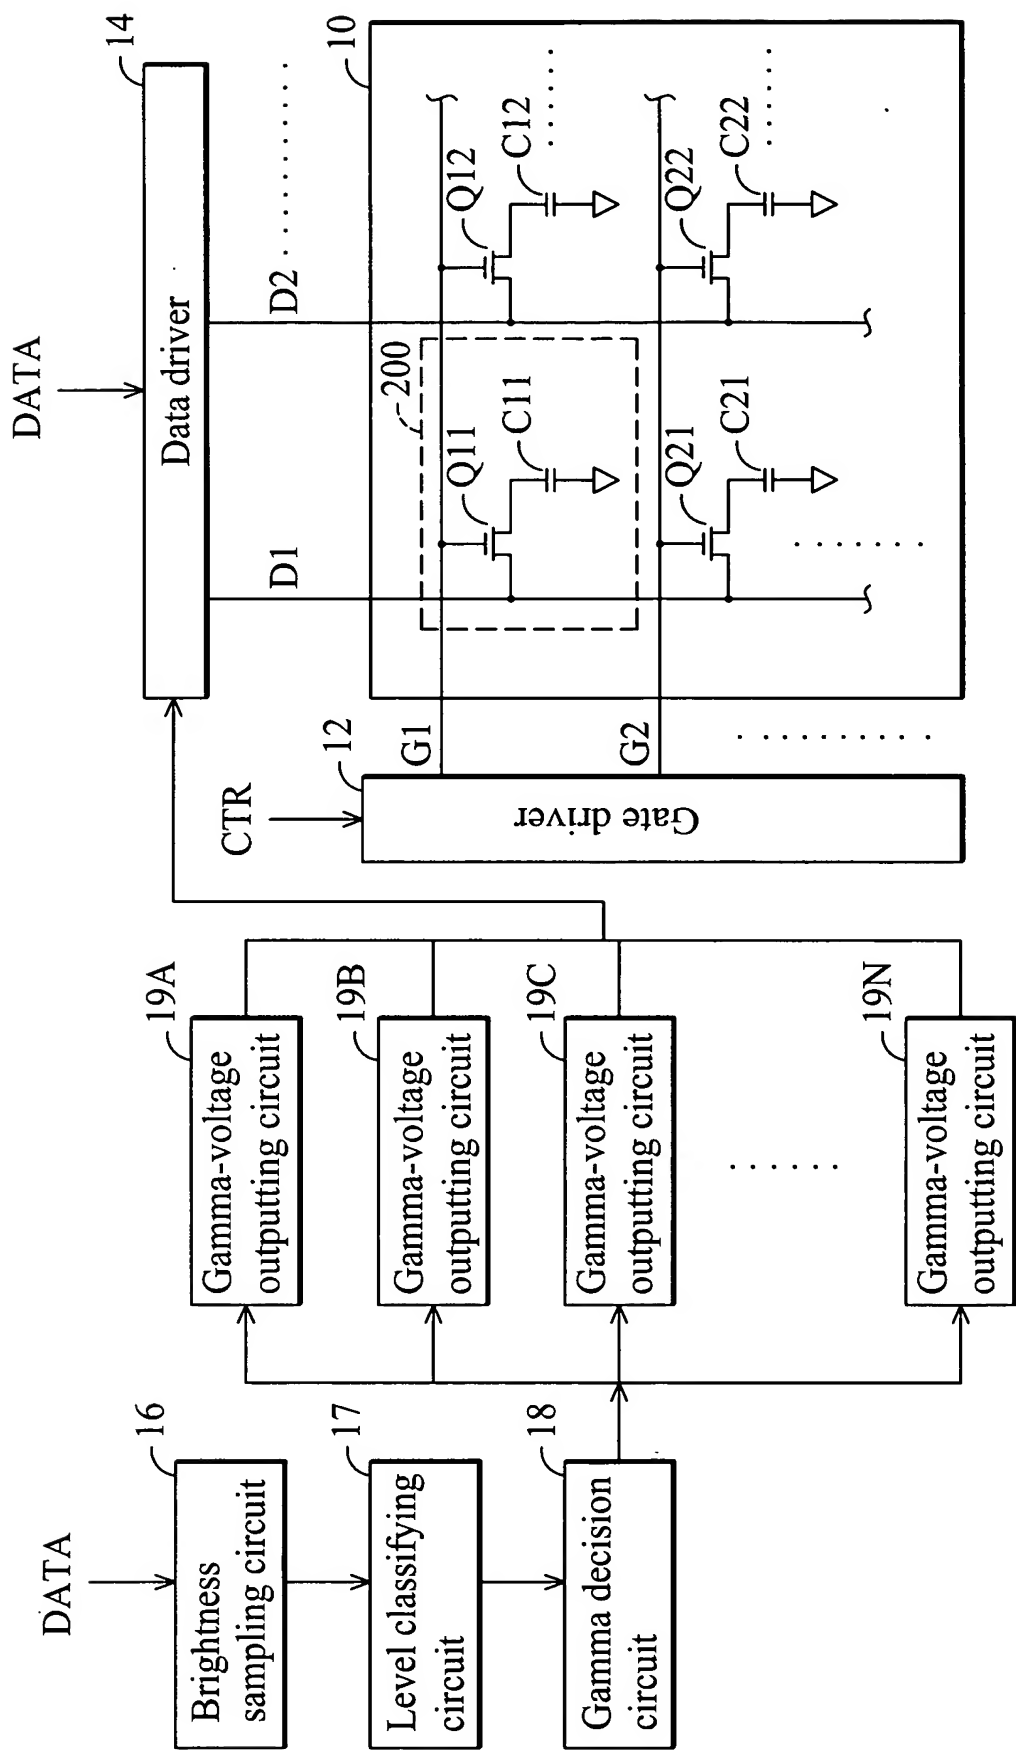 DATA
16
Brightness
sampling circuit
17
Level classifying
circuit
18
Gamma decision
circuit
19A
Gamma-voltage
outputting circuit
19B
Gamma-voltage
outputting circuit
19C
Gamma-voltage
outputting circuit
19N
Gamma-voltage
outputting circuit
CTR
12
Gate driver
G1
G2
DATA
14
Data driver
D1
D2
10
200
Q11
C11
Q12
C12
Q21
C21
Q22
C22